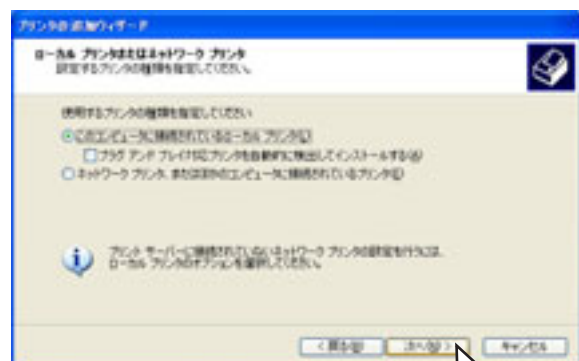 プリンタの追加ウィザード
ローカル プリンタまたはネットワーク プリンタ
設定するプリンタの種類を指定してください。
使用するプリンタの種類を指定してください
このコンピュータに接続されているローカル プリンタ(L)
プラグ アンド プレイ対応プリンタを自動的に検出してインストールする(A)
ネットワーク プリンタ、またはほかのコンピュータに接続されているプリンタ(E)
プリント サーバーに接続されていないネットワーク プリンタの設定を行うには、
ローカル プリンタのオプションを選択してください。
< 戻る(B) 次へ(N) > キャンセル